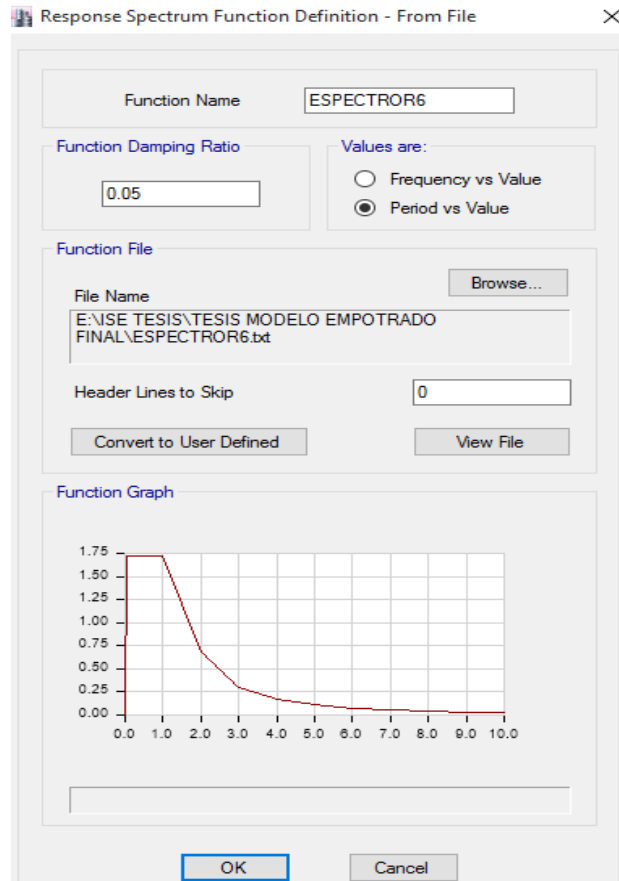 Response Spectrum Function Definition - From File
Function Name
ESPECTROR6
Function Damping Ratio
0.05
Values are:
Frequency vs Value
Period vs Value
Function File
Browse...
File Name
E:\ISE TESIS\TESIS MODELO EMPOTRADO
FINAL\ESPECTROR6.txt
Header Lines to Skip
0
Convert to User Defined
View File
Function Graph
1.75
1.50
1.25
1.00
0.75
0.50
0.25
0.00
0.0 1.0 2.0 3.0 4.0 5.0 6.0 7.0 8.0 9.0 10.0
OK
Cancel